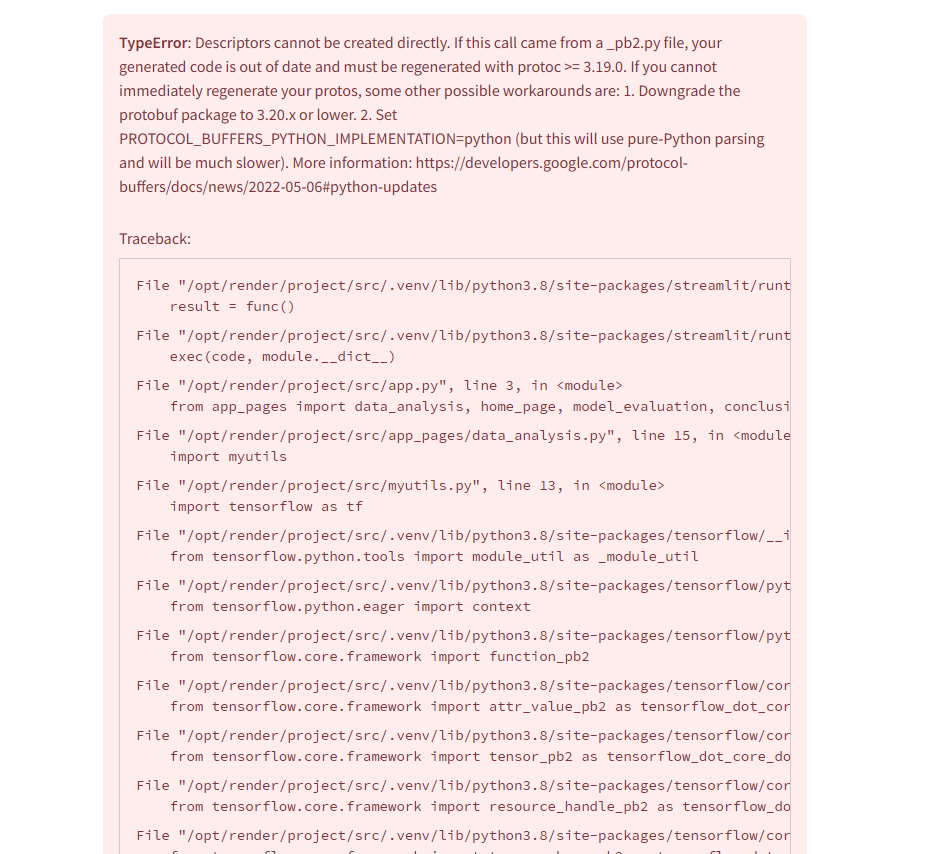 TypeError: Descriptors cannot be created directly. If this call came from a _pb2.py file, your
generated code is out of date and must be regenerated with protoc >= 3.19.0. If you cannot
immediately regenerate your protos, some other possible workarounds are: 1. Downgrade the
protobuf package to 3.20.x or lower. 2. Set
PROTOCOL_BUFFERS_PYTHON_IMPLEMENTATION=python (but this will use pure-Python parsing
and will be much slower). More information: https://developers.google.com/protocol-
buffers/docs/news/2022-05-06#python-updates
Traceback:
File "/opt/render/project/src/.venv/lib/python3.8/site-packages/streamlit/runt
result = func()
File "/opt/render/project/src/.venv/lib/python3.8/site-packages/streamlit/runt
exec(code, module.__dict__)
File "/opt/render/project/src/app.py", line 3, in <module>
from app_pages import data_analysis, home_page, model_evaluation, conclusi
File "/opt/render/project/src/app_pages/data_analysis.py", line 15, in <module
import myutils
File "/opt/render/project/src/myutils.py", line 13, in <module>
import tensorflow as tf
File "/opt/render/project/src/.venv/lib/python3.8/site-packages/tensorflow/__i
from tensorflow.python.tools import module_util as _module_util
File "/opt/render/project/src/.venv/lib/python3.8/site-packages/tensorflow/pyt
from tensorflow.python.eager import context
File "/opt/render/project/src/.venv/lib/python3.8/site-packages/tensorflow/pyt
from tensorflow.core.framework import function_pb2
File "/opt/render/project/src/.venv/lib/python3.8/site-packages/tensorflow/cor
from tensorflow.core.framework import attr_value_pb2 as tensorflow_dot_cor
File "/opt/render/project/src/.venv/lib/python3.8/site-packages/tensorflow/cor
from tensorflow.core.framework import tensor_pb2 as tensorflow_dot_core_do
File "/opt/render/project/src/.venv/lib/python3.8/site-packages/tensorflow/cor
from tensorflow.core.framework import resource_handle_pb2 as tensorflow_do
File "/opt/render/project/src/.venv/lib/python3.8/site-packages/tensorflow/cor